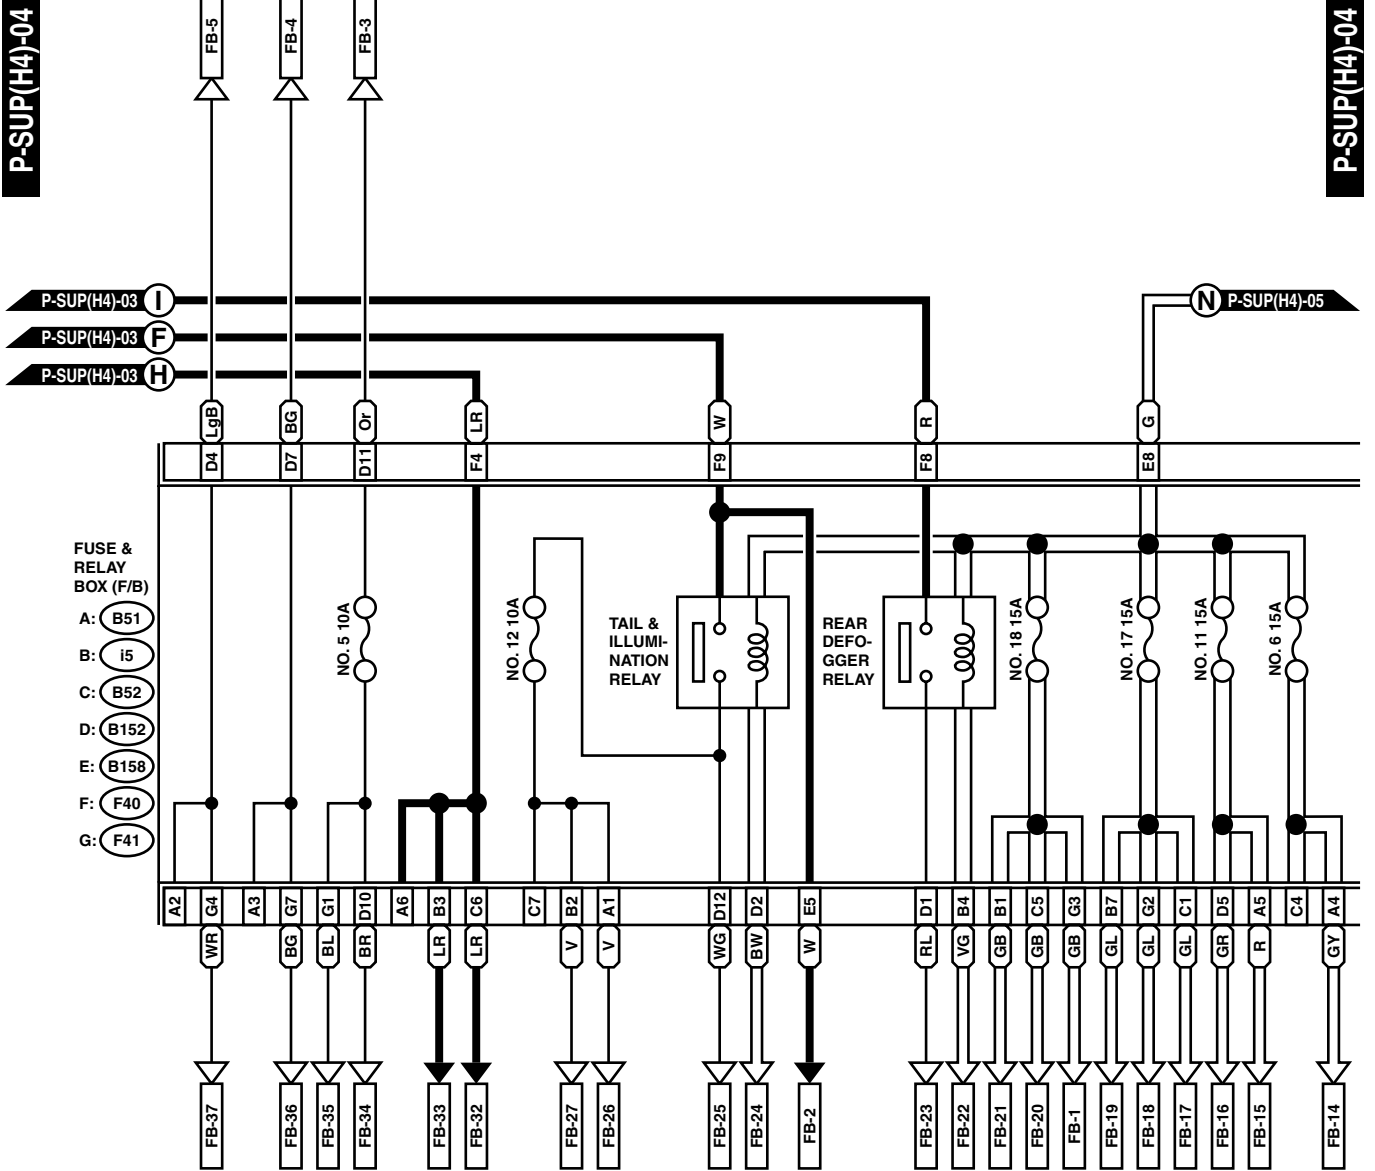 P-SUP(H4)-04
P-SUP(H4)-04
FB-5
FB-4
FB-3
P-SUP(H4)-03 I
N P-SUP(H4)-05
P-SUP(H4)-03 F
P-SUP(H4)-03 H
LgB
BG
Or
LR
W
R
G
D4
D7
D11
F4
F9
F8
E8
FUSE &
RELAY
BOX (F/B)
A: B51
B: i5
C: B52
D: B152
E: B158
F: F40
G: F41
NO. 5 10A
NO. 12 10A
TAIL &
ILLUMI-
NATION
RELAY
REAR
DEFO-
GGER
RELAY
NO. 18 15A
NO. 17 15A
NO. 11 15A
NO. 6 15A
A2
G4
A3
G7
G1
D10
A6
B3
C6
C7
B2
A1
D12
D2
E5
D1
B4
B1
C5
G3
B7
G2
C1
D5
A5
C4
A4
WR
BG
BL
BR
LR
LR
V
V
WG
BW
W
RL
VG
GB
GB
GB
GL
GL
GL
GR
R
GY
FB-37
FB-36
FB-35
FB-34
FB-33
FB-32
FB-27
FB-26
FB-25
FB-24
FB-2
FB-23
FB-22
FB-21
FB-20
FB-1
FB-19
FB-18
FB-17
FB-16
FB-15
FB-14